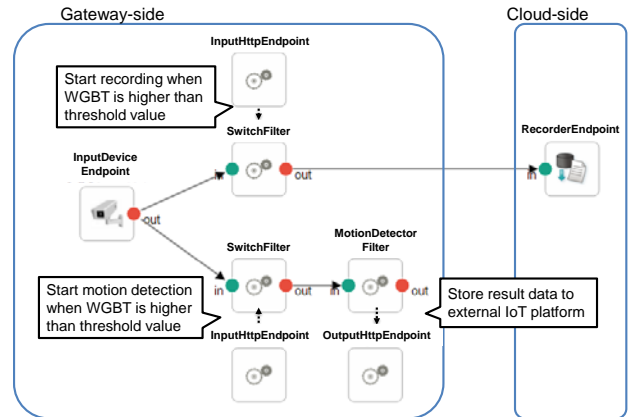 Gateway-side
Cloud-side
InputHttpEndpoint
Start recording when
WGBT is higher than
threshold value
SwitchFilter
RecorderEndpoint
InputDevice
Endpoint
in
out
in
out
SwitchFilter
MotionDetector
Filter
Start motion detection
when WGBT is higher
than threshold value
in
out
in
out
Store result data to
external IoT platform
InputHttpEndpoint
OutputHttpEndpoint